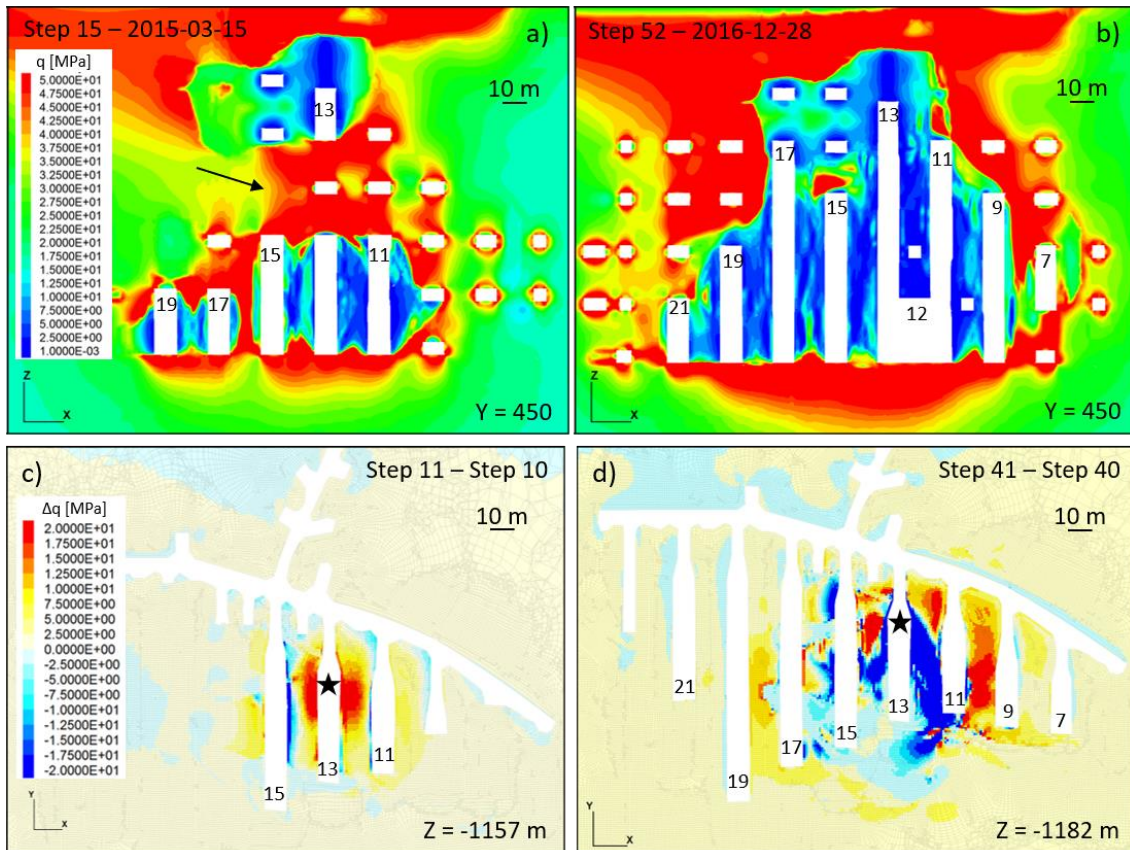 Step 15 – 2015-03-15
a)
q [MPa]
5.0000E+01
4.7500E+01
4.5000E+01
4.2500E+01
4.0000E+01
3.7500E+01
3.5000E+01
3.2500E+01
3.0000E+01
2.7500E+01
2.5000E+01
2.2500E+01
2.0000E+01
1.7500E+01
1.5000E+01
1.2500E+01
1.0000E+01
7.5000E+00
5.0000E+00
2.5000E+00
1.0000E-03
10 m
13
15
11
19
17
Z
X
Y = 450
Step 52 – 2016-12-28
b)
10 m
13
17
11
15
9
19
7
21
12
Z
X
Y = 450
c)
Step 11 – Step 10
Δq [MPa]
2.0000E+01
1.7500E+01
1.5000E+01
1.2500E+01
1.0000E+01
7.5000E+00
5.0000E+00
2.5000E+00
0.0000E+00
-2.5000E+00
-5.0000E+00
-7.5000E+00
-1.0000E+01
-1.2500E+01
-1.5000E+01
-1.7500E+01
-2.0000E+01
10 m
11
13
15
Y
X
Z = -1157 m
d)
Step 41 – Step 40
10 m
21
13
11
9
7
15
17
19
Y
X
Z = -1182 m